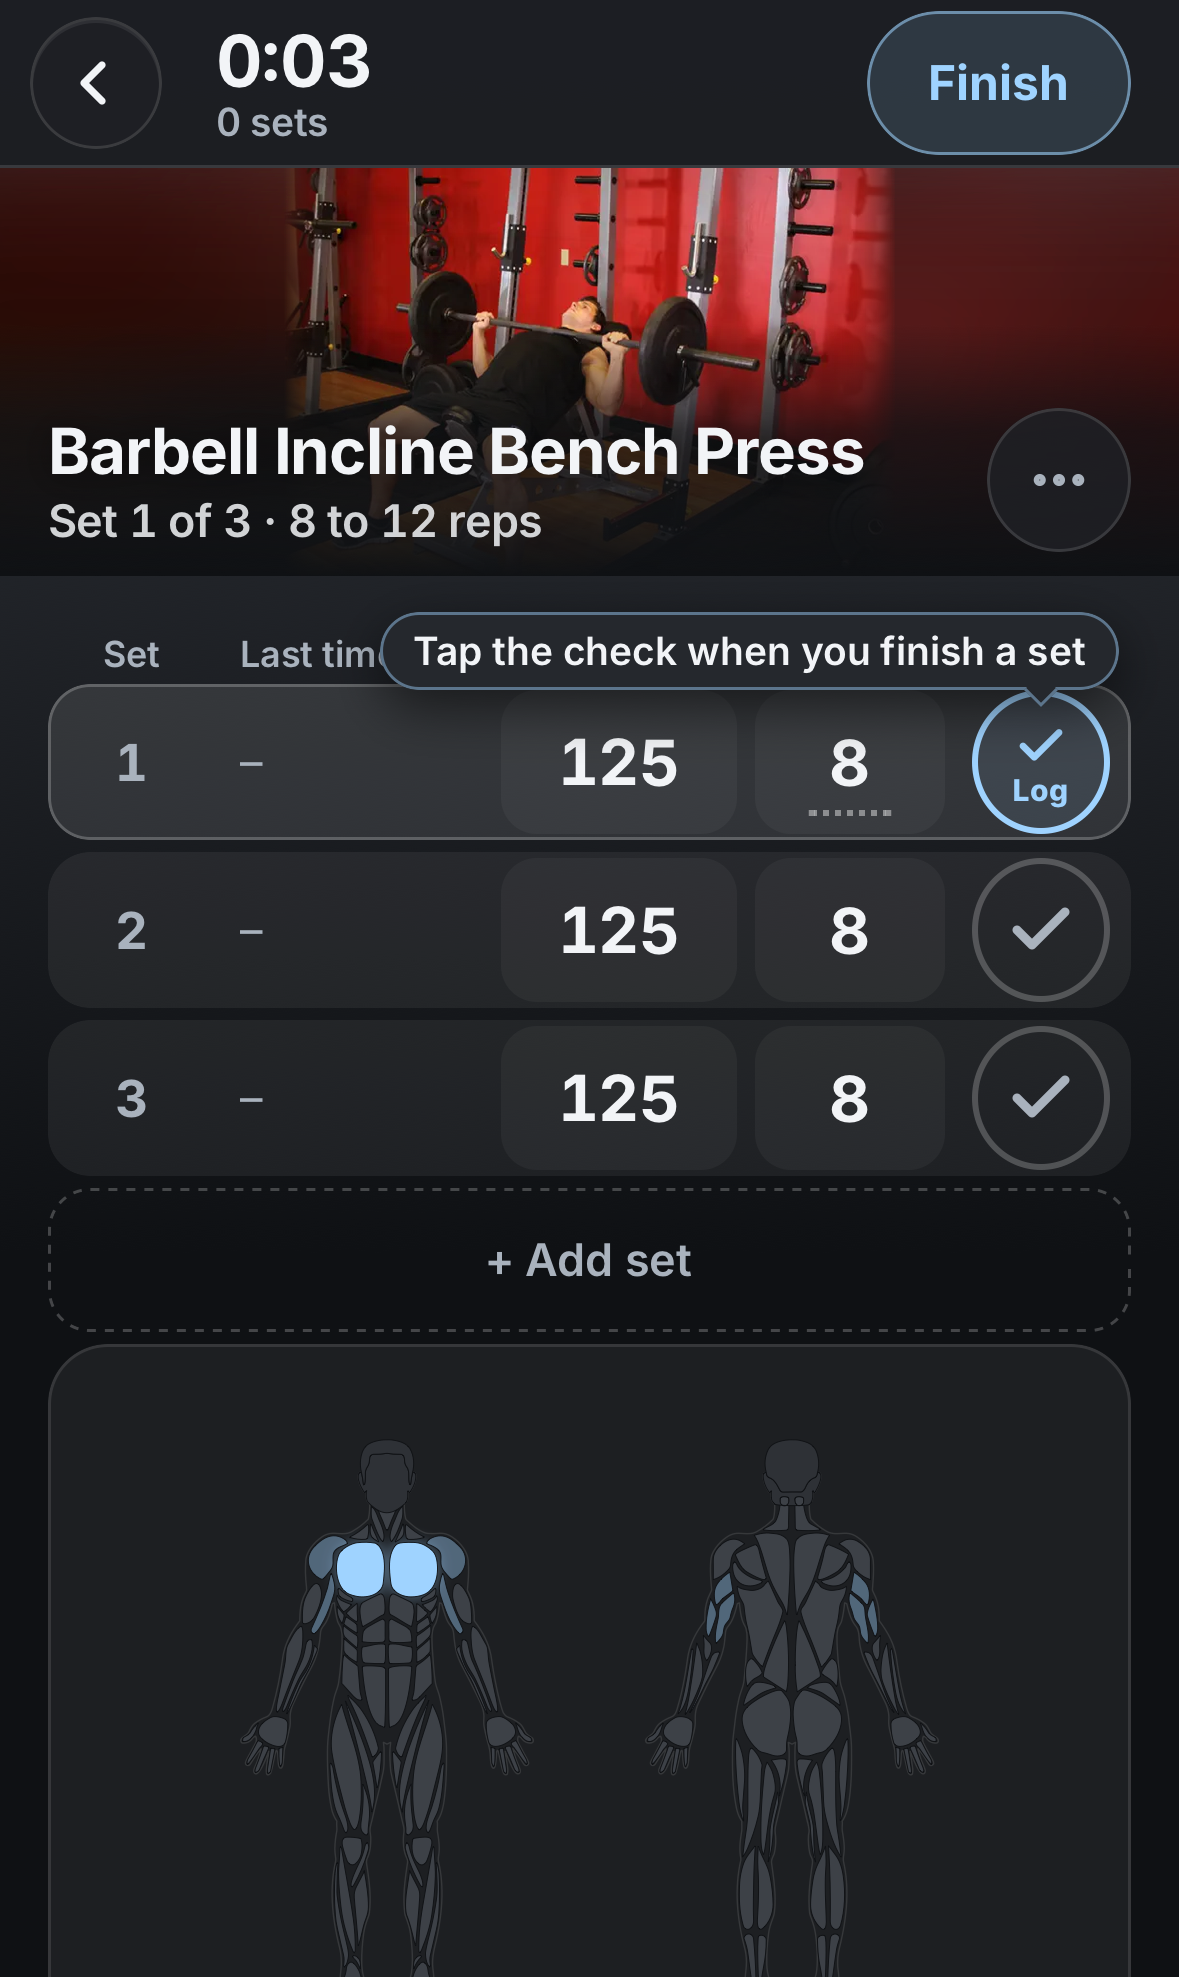 0:03
0 sets
Finish
Barbell Incline Bench Press
Set 1 of 3 · 8 to 12 reps
Set Last tim
Tap the check when you finish a set
1 – 125 8 Log
2 – 125 8
3 – 125 8
+ Add set